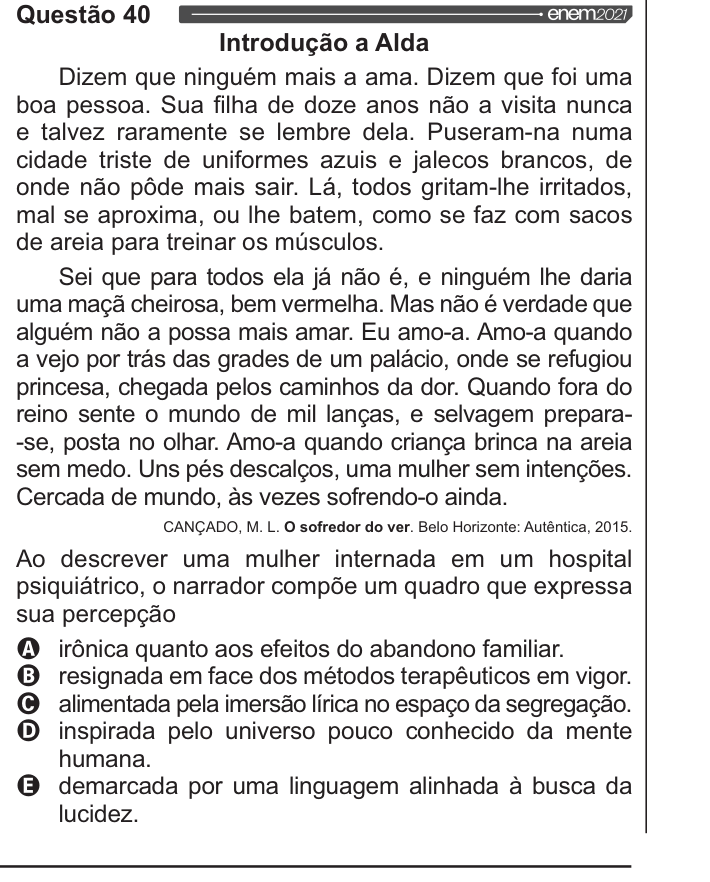 Questão 40
enem2021
Introdução a Alda
Dizem que ninguém mais a ama. Dizem que foi uma
boa pessoa. Sua filha de doze anos não a visita nunca
e talvez raramente se lembre dela. Puseram-na numa
cidade triste de uniformes azuis e jalecos brancos, de
onde não pôde mais sair. Lá, todos gritam-lhe irritados,
mal se aproxima, ou lhe batem, como se faz com sacos
de areia para treinar os músculos.
Sei que para todos ela já não é, e ninguém lhe daria
uma maçã cheirosa, bem vermelha. Mas não é verdade que
alguém não a possa mais amar. Eu amo-a. Amo-a quando
a vejo por trás das grades de um palácio, onde se refugiou
princesa, chegada pelos caminhos da dor. Quando fora do
reino sente o mundo de mil lanças, e selvagem prepara-
-se, posta no olhar. Amo-a quando criança brinca na areia
sem medo. Uns pés descalços, uma mulher sem intenções.
Cercada de mundo, às vezes sofrendo-o ainda.
CANÇADO, M. L. O sofredor do ver. Belo Horizonte: Autêntica, 2015.
Ao descrever uma mulher internada em um hospital
psiquiátrico, o narrador compõe um quadro que expressa
sua percepção
A irônica quanto aos efeitos do abandono familiar.
B resignada em face dos métodos terapêuticos em vigor.
C alimentada pela imersão lírica no espaço da segregação.
D inspirada pelo universo pouco conhecido da mente
humana.
E demarcada por uma linguagem alinhada à busca da
lucidez.